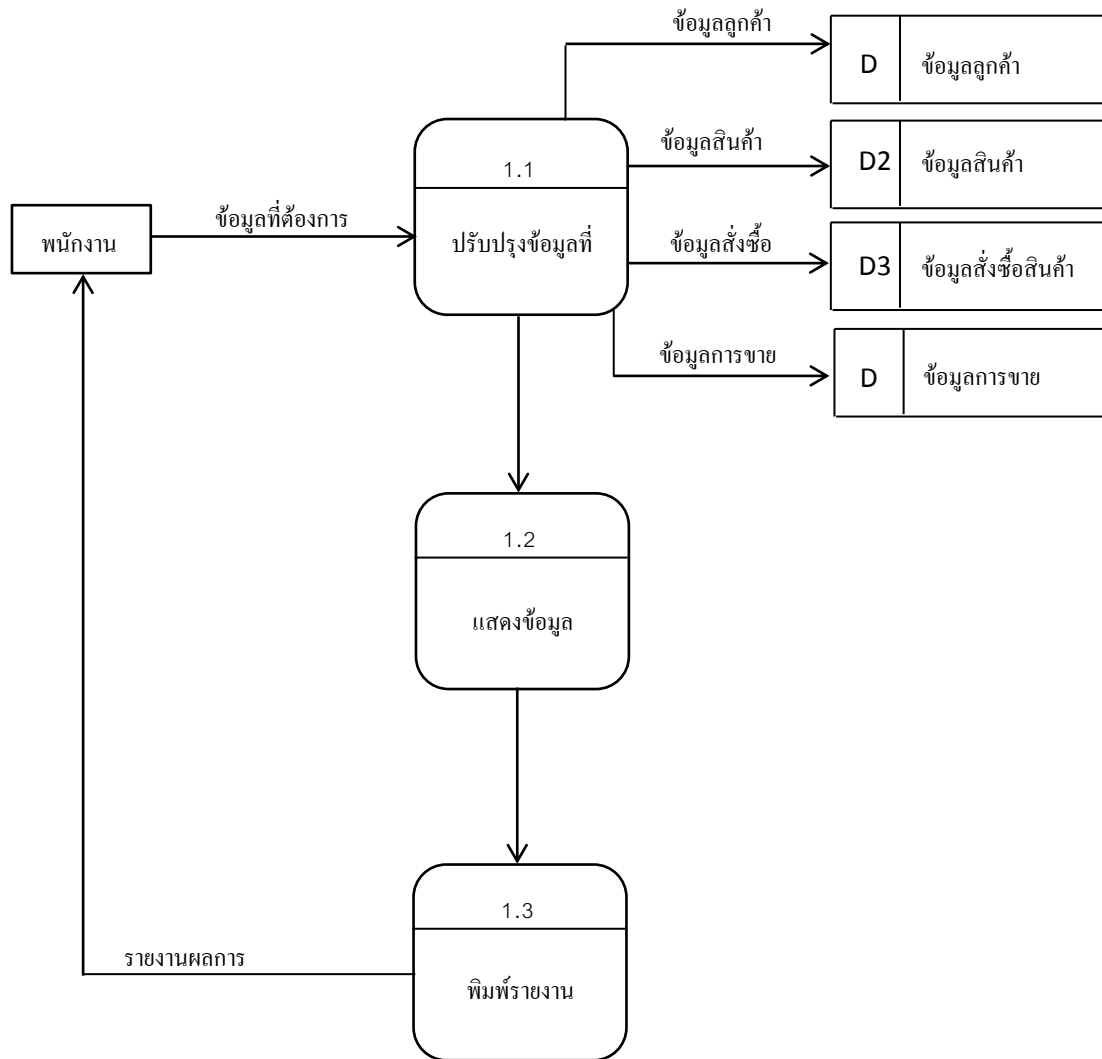 ข้อมูลลูกค้า
D
ข้อมูลลูกค้า
1.1
ข้อมูลสินค้า
D2
ข้อมูลสินค้า
พนักงาน
ข้อมูลที่ต้องการ
ปรับปรุงข้อมูลที่
ข้อมูลสั่งซื้อ
D3
ข้อมูลสั่งซื้อสินค้า
ข้อมูลการขาย
D
ข้อมูลการขาย
1.2
แสดงข้อมูล
1.3
รายงานผลการ
พิมพ์รายงาน